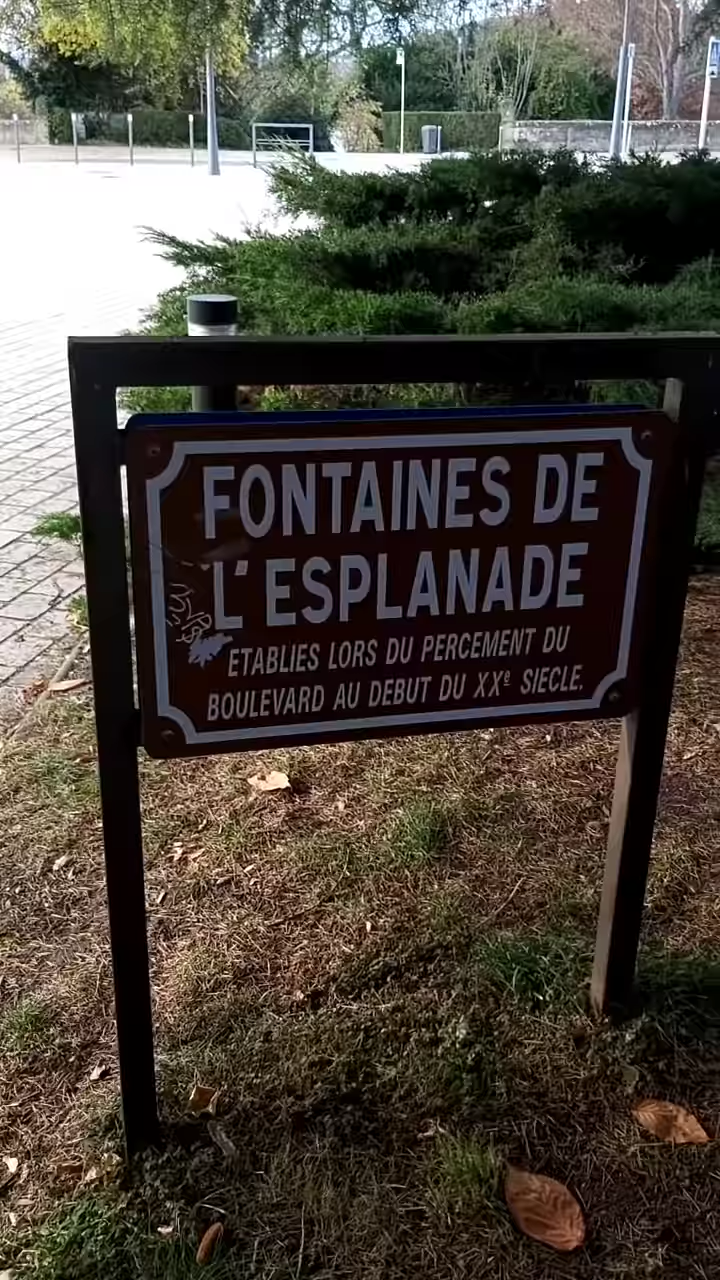 FONTAINES DE
L'ESPLANADE
ETABLIES LORS DU PERCEMENT DU
BOULEVARD AU DEBUT DU XXe SIECLE.